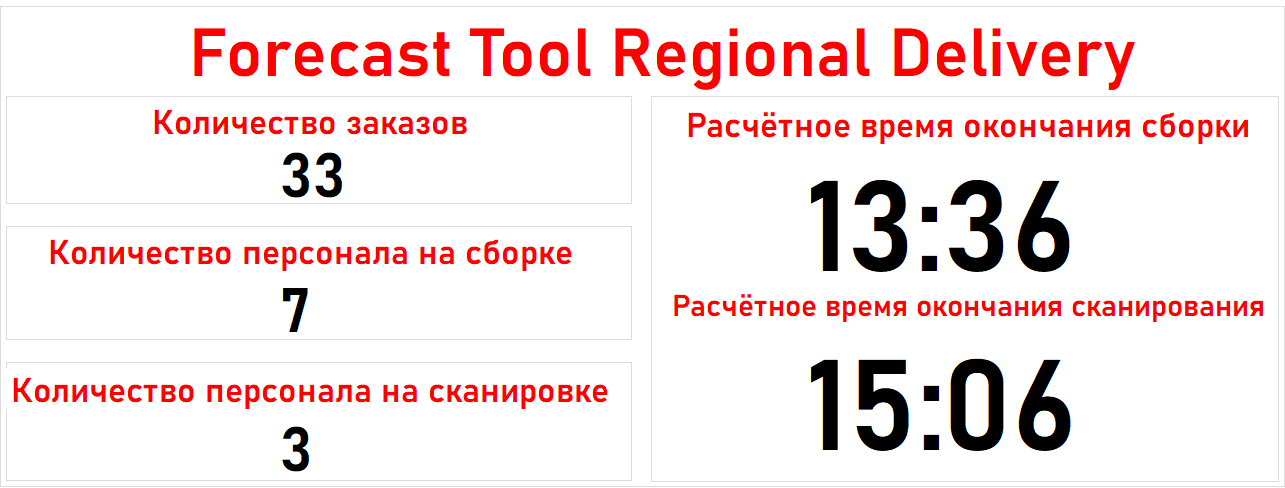 Forecast Tool Regional Delivery
Количество заказов
33
Количество персонала на сборке
7
Количество персонала на сканировке
3
Расчётное время окончания сборки
13:36
Расчётное время окончания сканирования
15:06